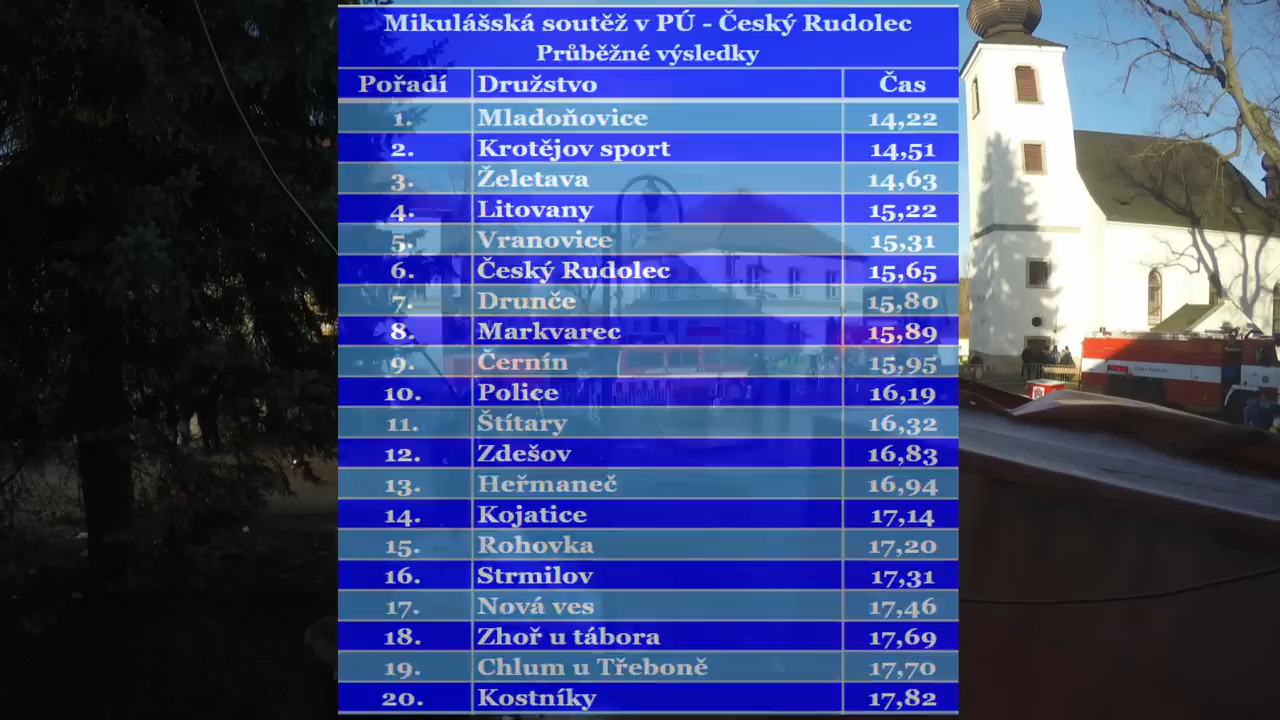 Mikulášská soutěž v PÚ - Český Rudolec
Průběžné výsledky
Pořadí Družstvo Čas
1. Mladoňovice 14,22
2. Krotějov sport 14,51
3. Želetava 14,63
4. Litovany 15,22
5. Vranovice 15,31
6. Český Rudolec 15,65
7. Drunče 15,80
8. Markvarec 15,89
9. Černín 15,95
10. Police 16,19
11. Štítary 16,32
12. Zdešov 16,83
13. Heřmaneč 16,94
14. Kojatice 17,14
15. Rohovka 17,20
16. Strmilov 17,31
17. Nová ves 17,46
18. Zhoř u tábora 17,69
19. Chlum u Třeboně 17,70
20. Kostníky 17,82